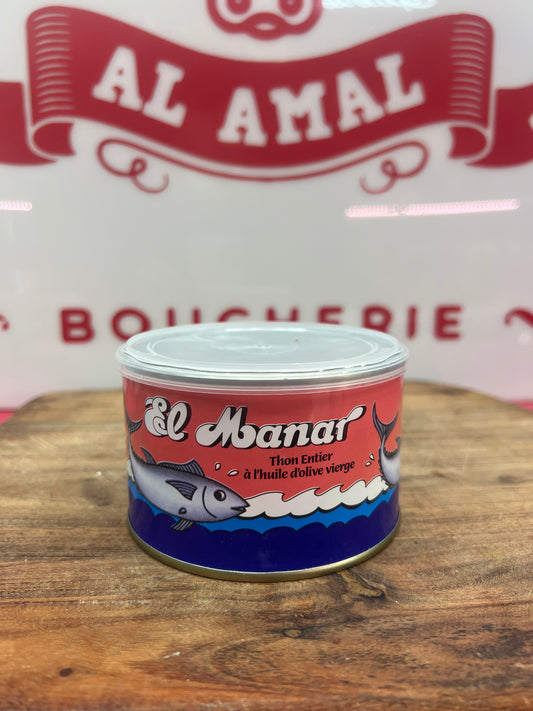 AL AMAL
BOUCHERIE
El Manar
Thon Entier
à l'huile d'olive vierge